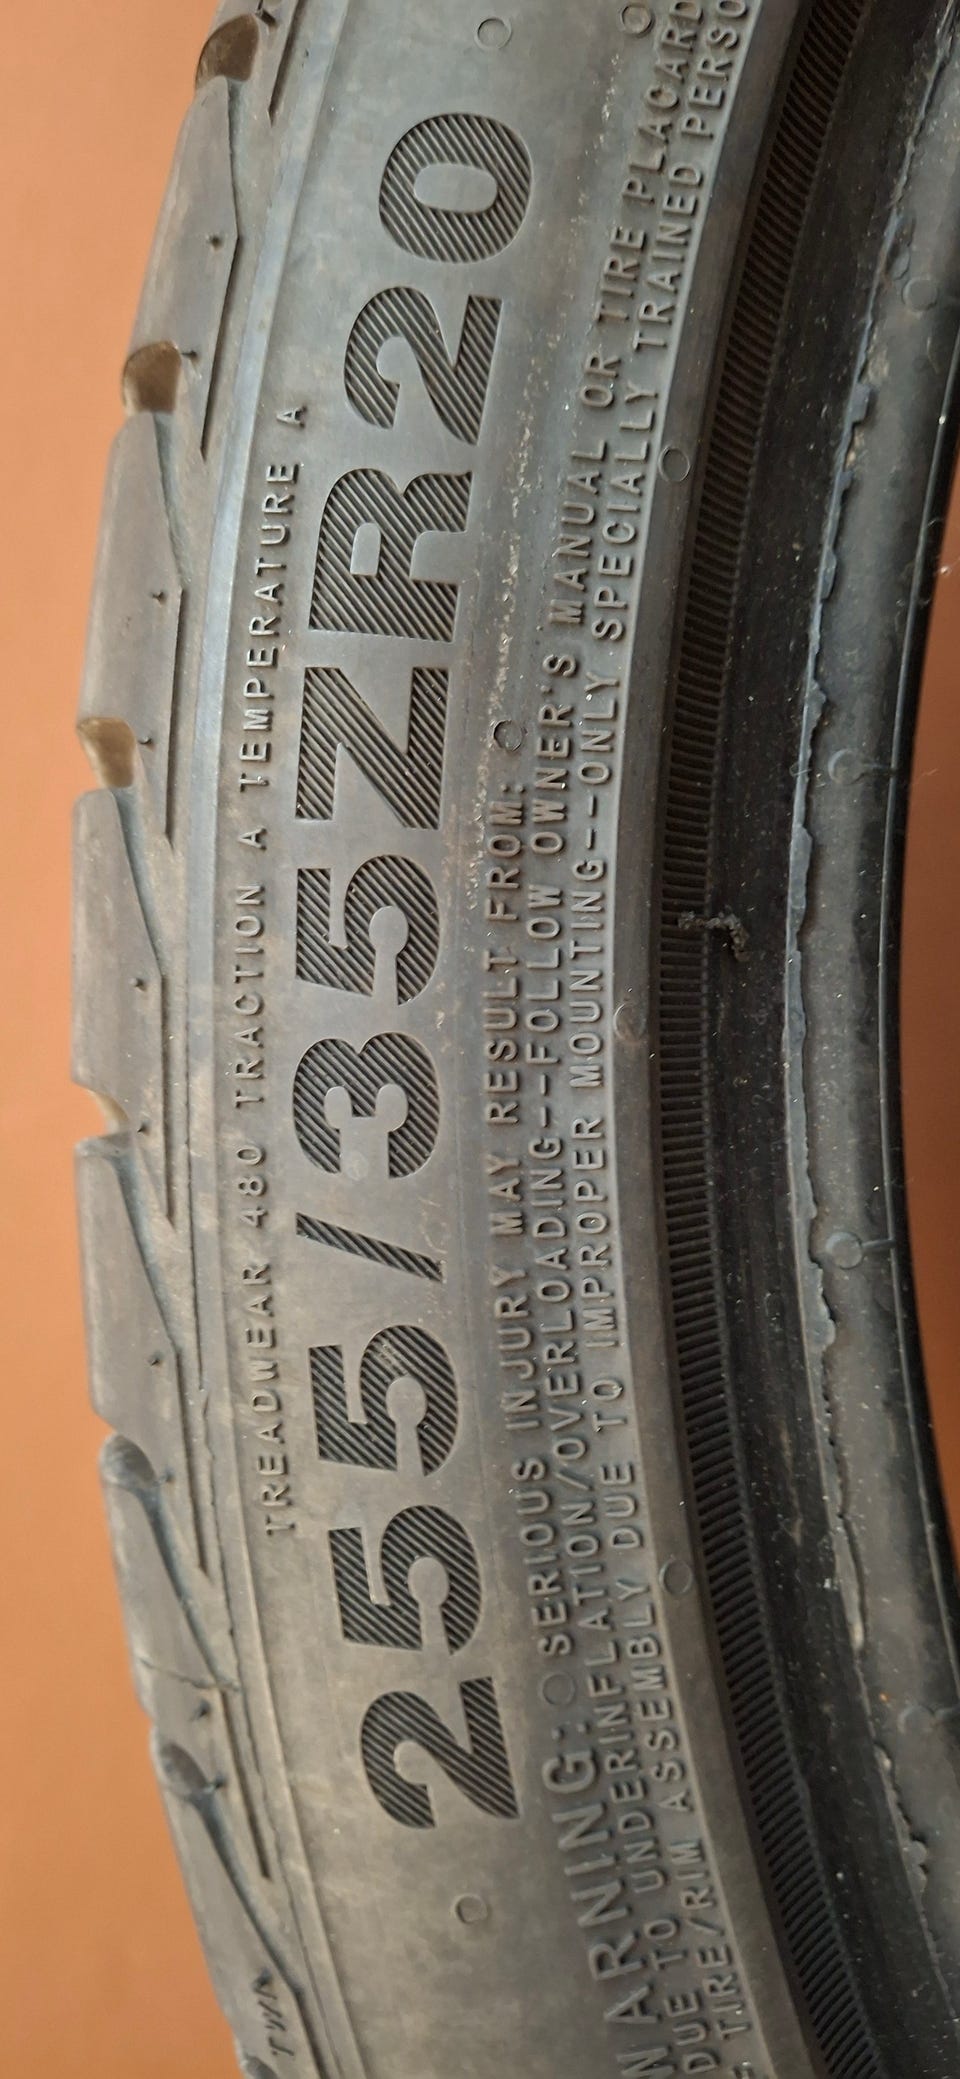 TREADWEAR 480 TRACTION A TEMPERATURE A
255/35ZR20
WARNING: SERIOUS INJURY MAY RESULT FROM:
DUE TO UNDERINFLATION/OVERLOADING--FOLLOW OWNER'S MANUAL OR TIRE PLACARD
TIRE/RIM ASSEMBLY DUE TO IMPROPER MOUNTING--ONLY SPECIALLY TRAINED PERSO
TWI